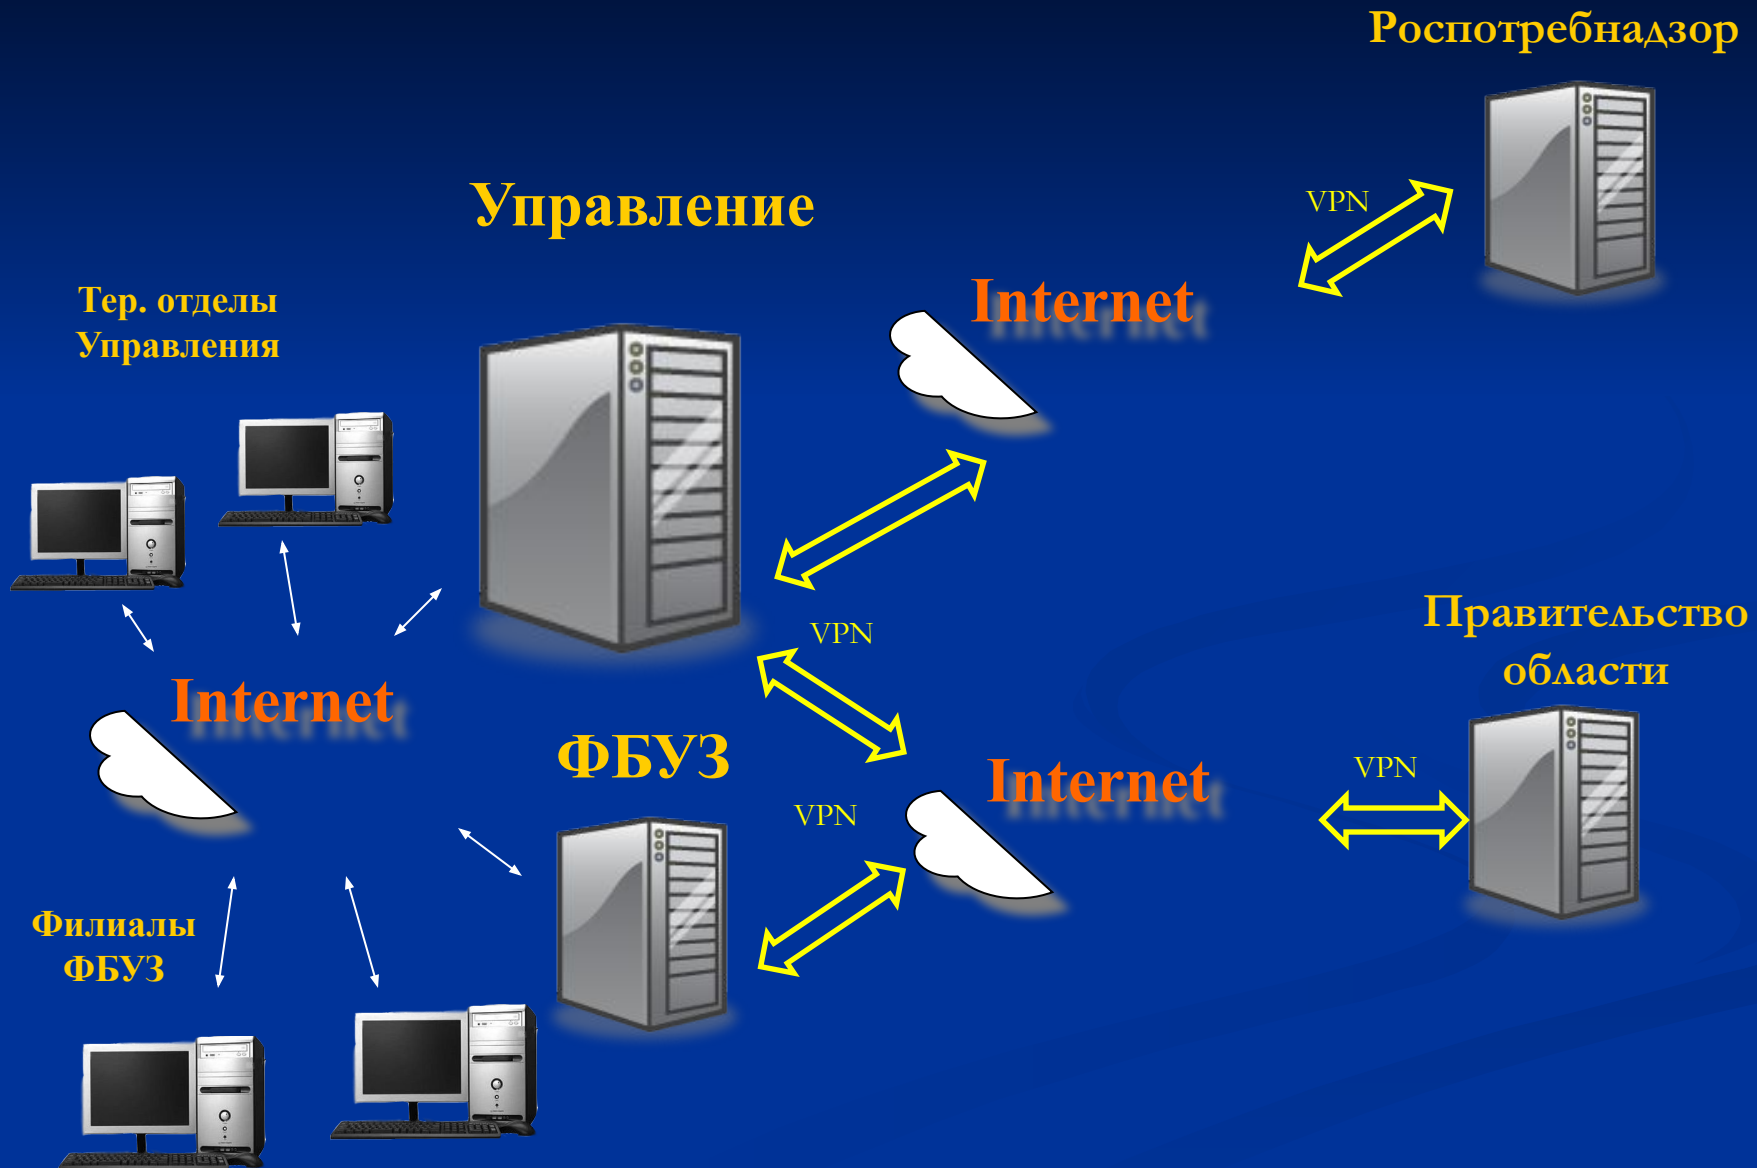 Роспотребнадзор
VPN
Управление
Internet
Тер. отделы
Управления
VPN
Правительство
области
Internet
ФБУЗ
VPN
Internet
VPN
Филиалы
ФБУЗ